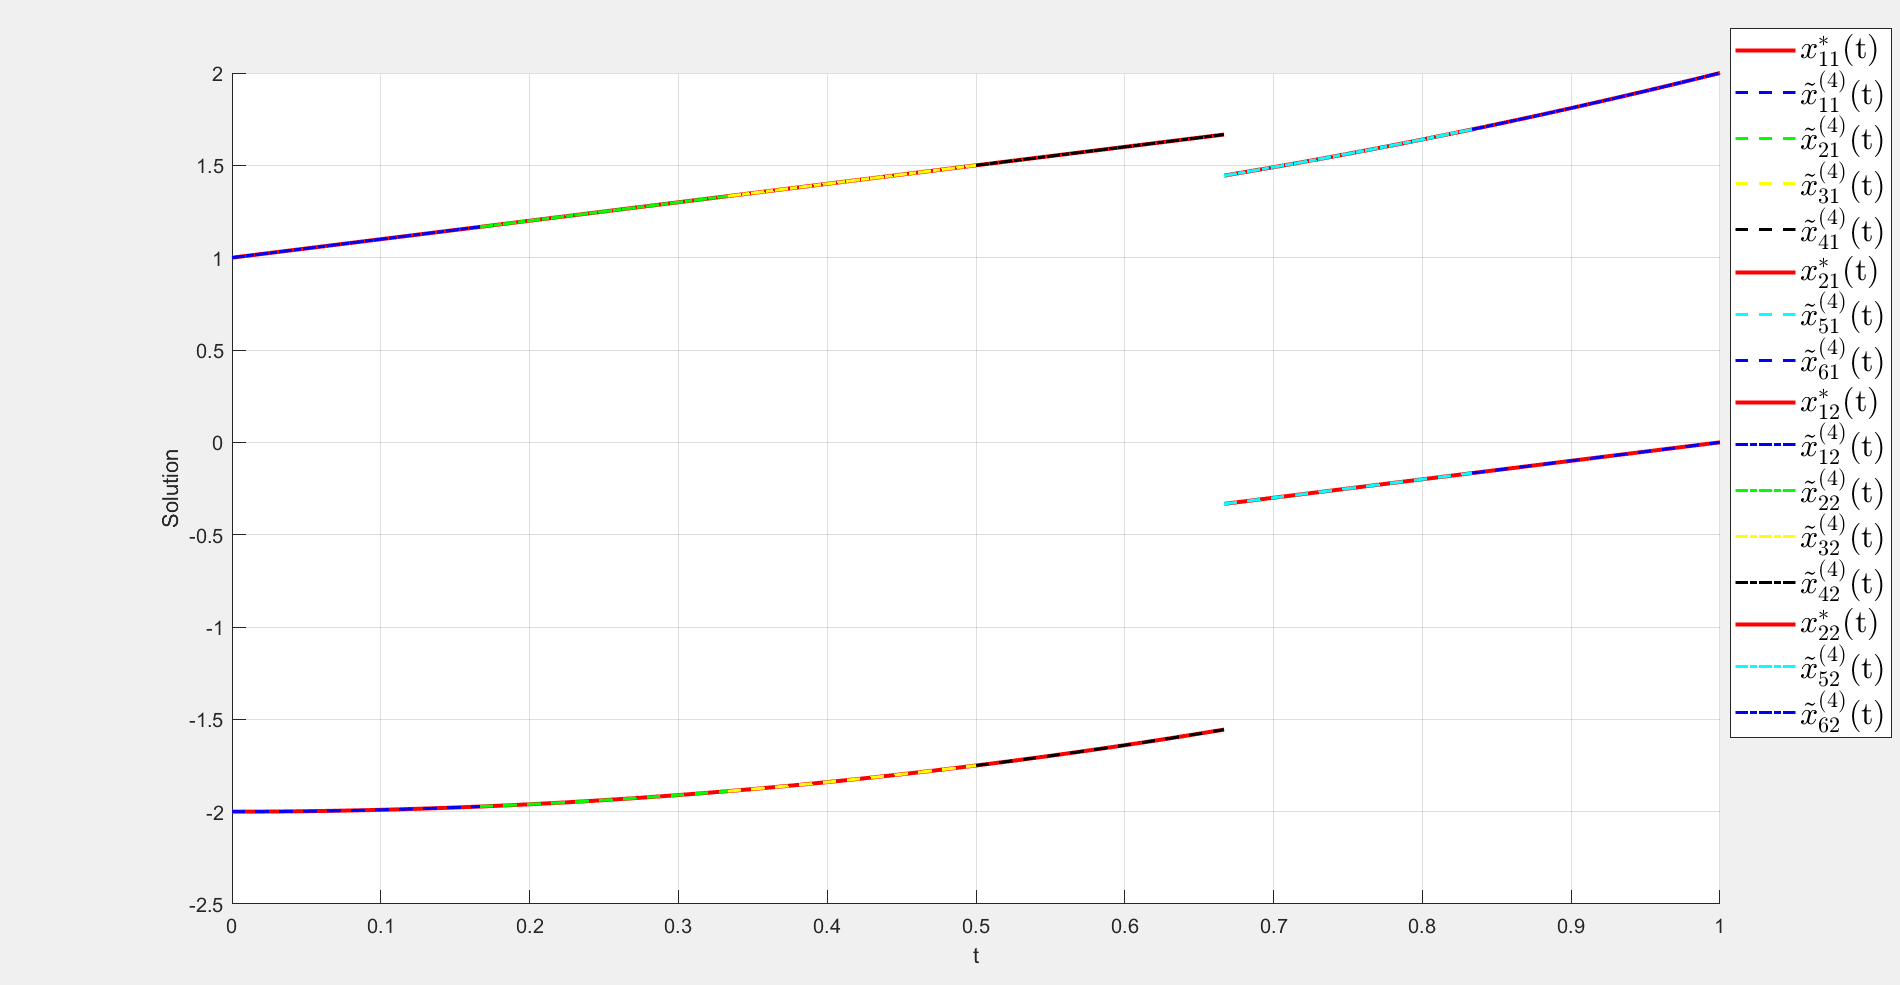 2
1.5
1
0.5
0
-0.5
-1
-1.5
-2
-2.5
0 0.1 0.2 0.3 0.4 0.5 0.6 0.7 0.8 0.9 1
t
Solution
x*₁₁(t)
x̃₁₁⁽⁴⁾(t)
x̃₂₁⁽⁴⁾(t)
x̃₃₁⁽⁴⁾(t)
x̃₄₁⁽⁴⁾(t)
x*₂₁(t)
x̃₅₁⁽⁴⁾(t)
x̃₆₁⁽⁴⁾(t)
x*₁₂(t)
x̃₁₂⁽⁴⁾(t)
x̃₂₂⁽⁴⁾(t)
x̃₃₂⁽⁴⁾(t)
x̃₄₂⁽⁴⁾(t)
x*₂₂(t)
x̃₅₂⁽⁴⁾(t)
x̃₆₂⁽⁴⁾(t)